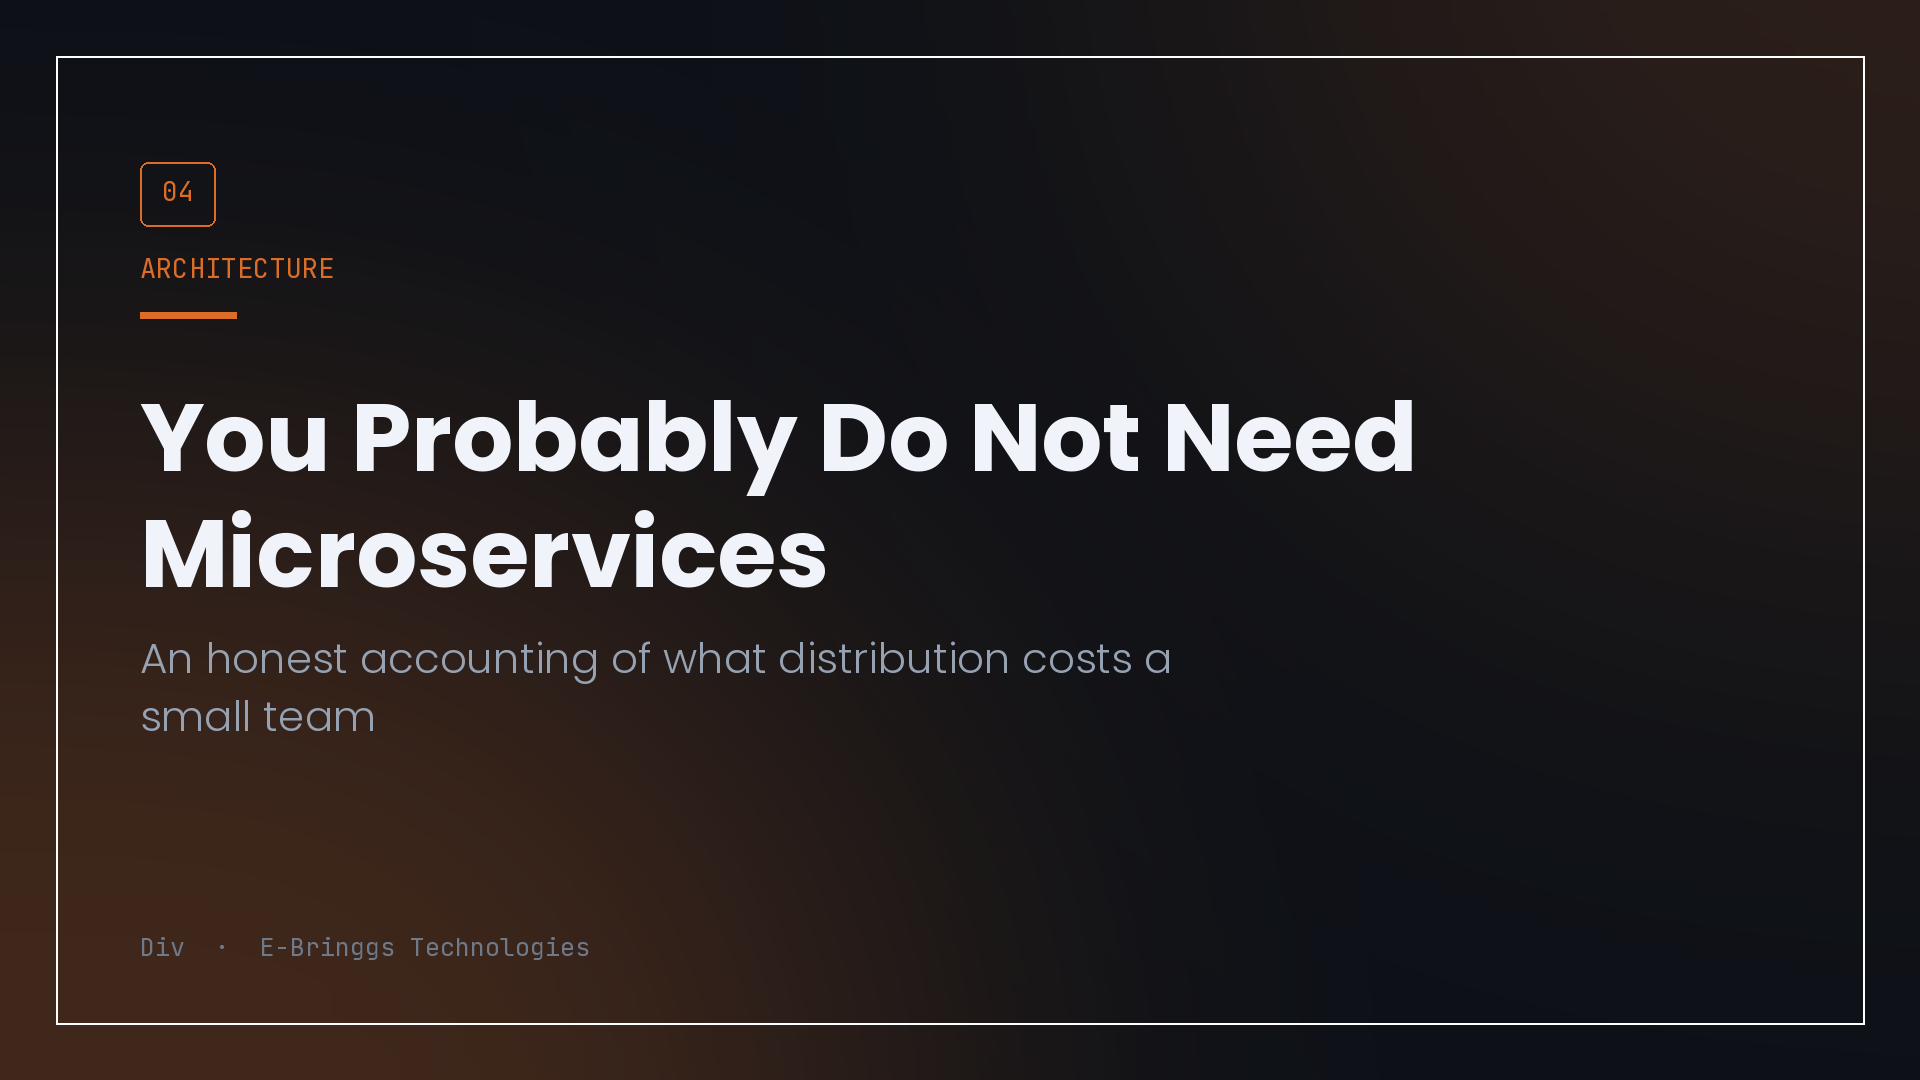 04
ARCHITECTURE
You Probably Do Not Need
Microservices
An honest accounting of what distribution costs a
small team
Div · E-Bringgs Technologies